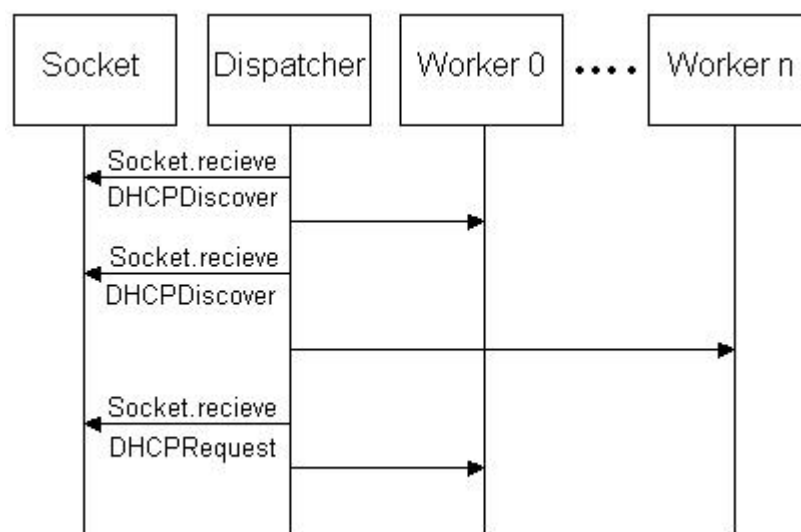 Socket
Dispatcher
Worker 0
....
Worker n
Socket.recieve
DHCPDiscover
Socket.recieve
DHCPDiscover
Socket.recieve
DHCPRequest